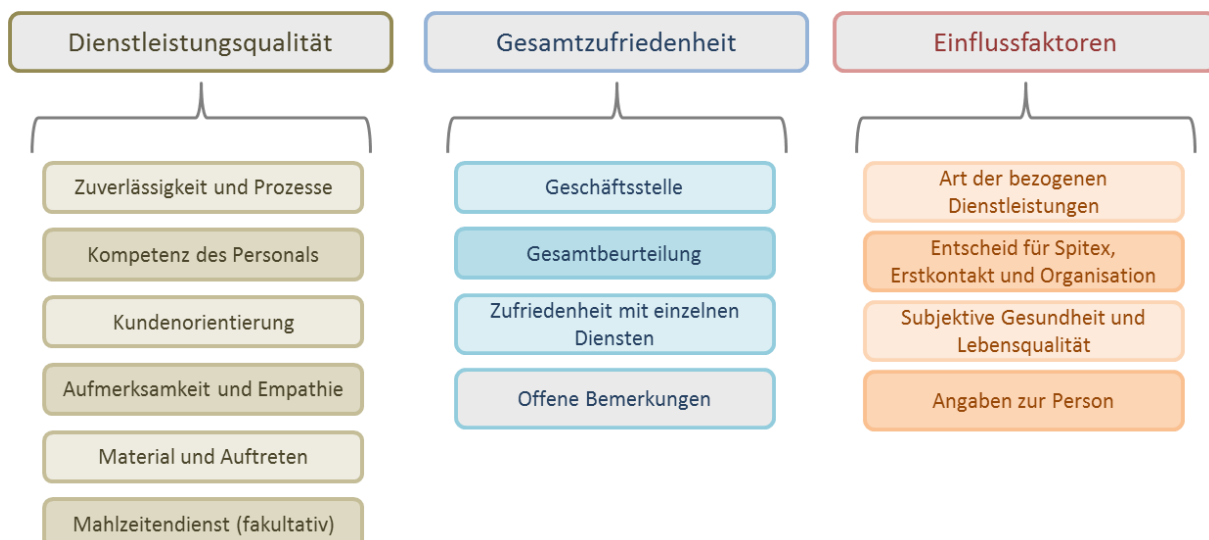 Dienstleistungsqualität
Zuverlässigkeit und Prozesse
Kompetenz des Personals
Kundenorientierung
Aufmerksamkeit und Empathie
Material und Auftreten
Mahlzeitendienst (fakultativ)
Gesamtzufriedenheit
Geschäftsstelle
Gesamtbeurteilung
Zufriedenheit mit einzelnen
Diensten
Offene Bemerkungen
Einflussfaktoren
Art der bezogenen
Dienstleistungen
Entscheid für Spitex,
Erstkontakt und Organisation
Subjektive Gesundheit und
Lebensqualität
Angaben zur Person